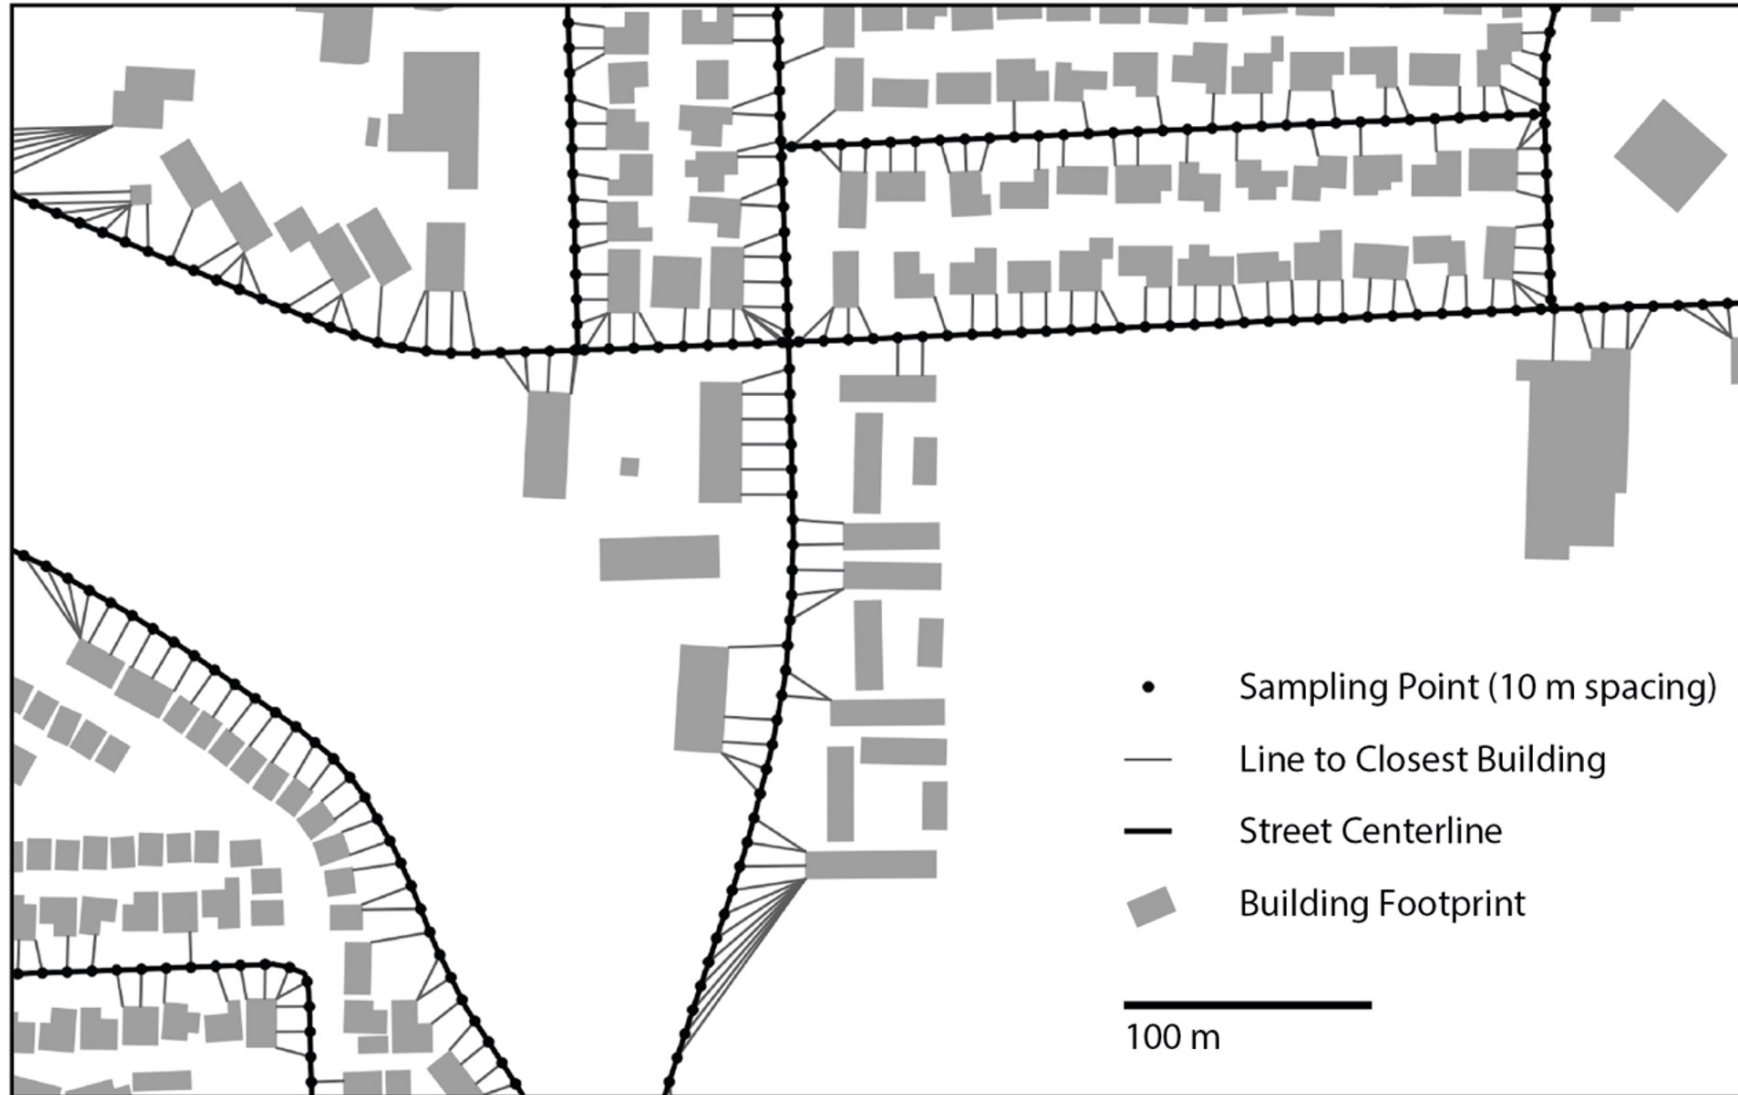 Sampling Point (10 m spacing)
Line to Closest Building
Street Centerline
Building Footprint
100 m